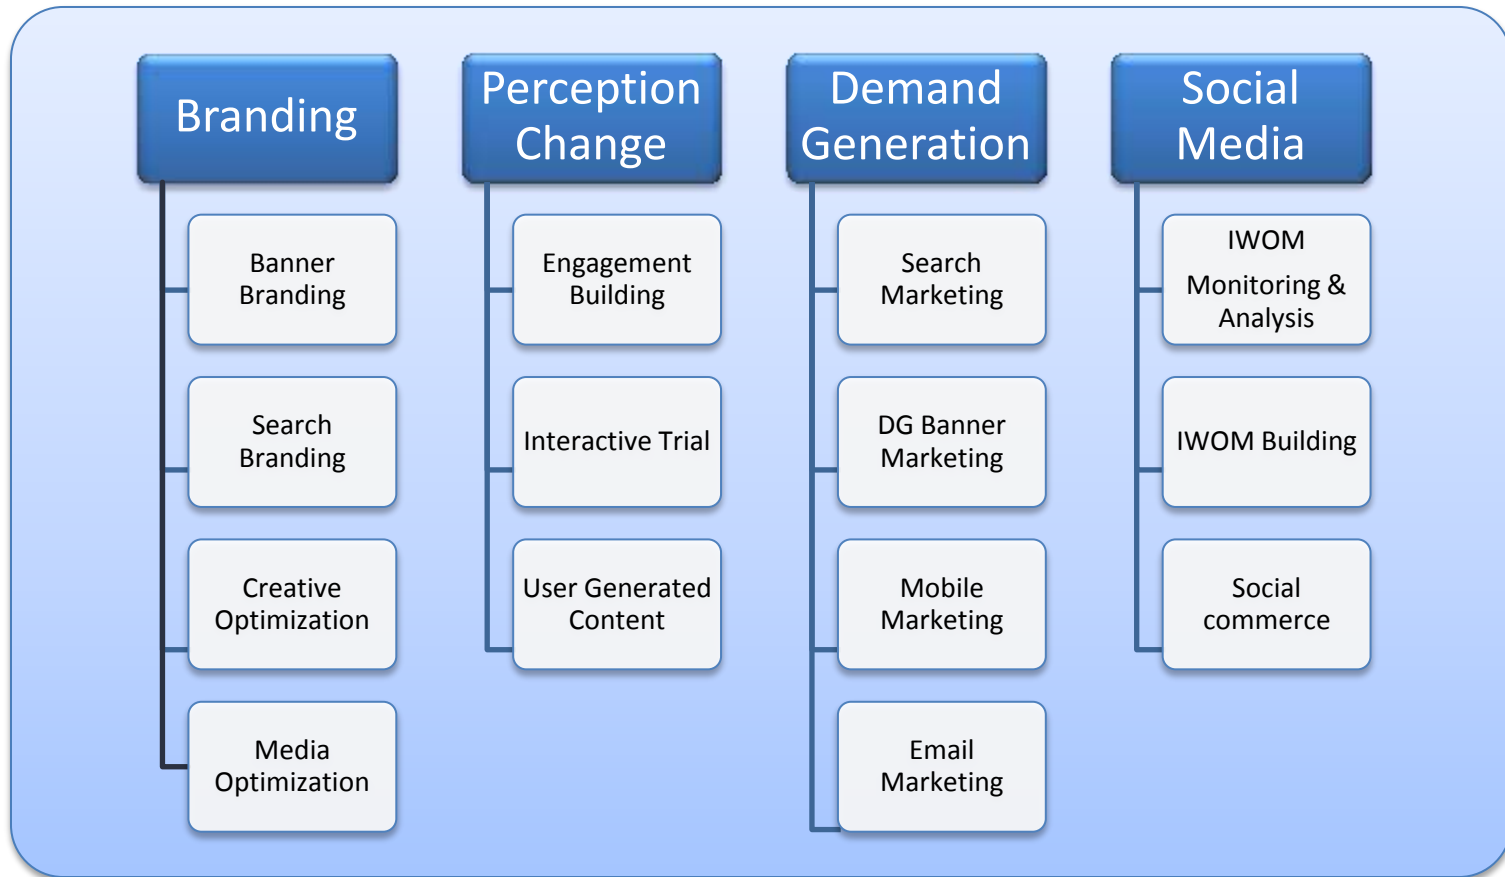 Branding
Banner
Branding
Search
Branding
Creative
Optimization
Media
Optimization
Perception
Change
Engagement
Building
Interactive Trial
User Generated
Content
Demand
Generation
Search
Marketing
DG Banner
Marketing
Mobile
Marketing
Email
Marketing
Social
Media
IWOM
Monitoring &
Analysis
IWOM Building
Social
commerce